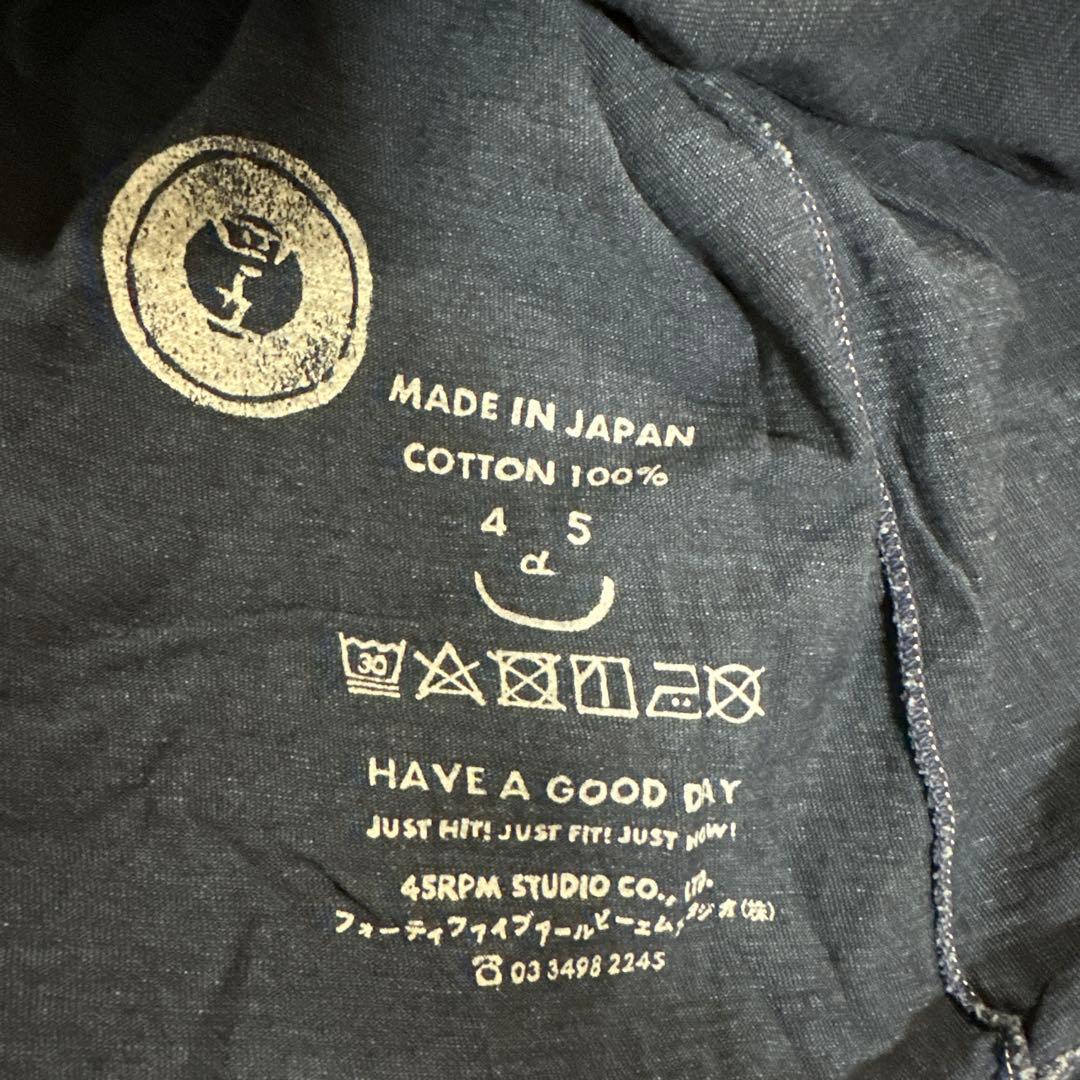 MADE IN JAPAN
COTTON 100%
4 5
R
30
HAVE A GOOD DAY
JUST HIT! JUST FIT! JUST NOW!
45RPM STUDIO CO., LTD.
フォーティファイブアールピーエムスタジオ(株)
☎ 03 3498 2245